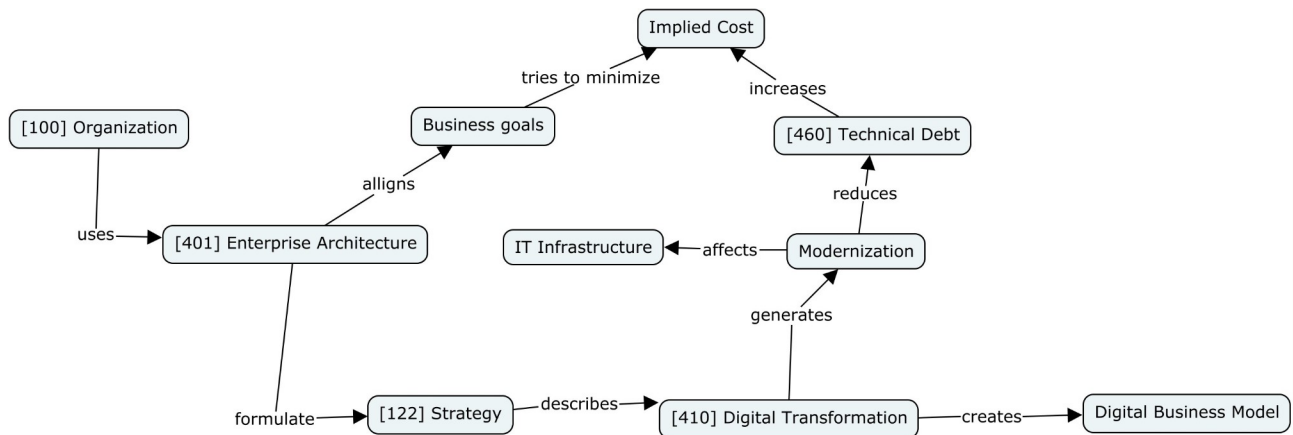 Implied Cost
tries to minimize
increases
[100] Organization
Business goals
[460] Technical Debt
alligns
reduces
uses
[401] Enterprise Architecture
IT Infrastructure
affects
Modernization
generates
formulate
[122] Strategy
describes
[410] Digital Transformation
creates
Digital Business Model